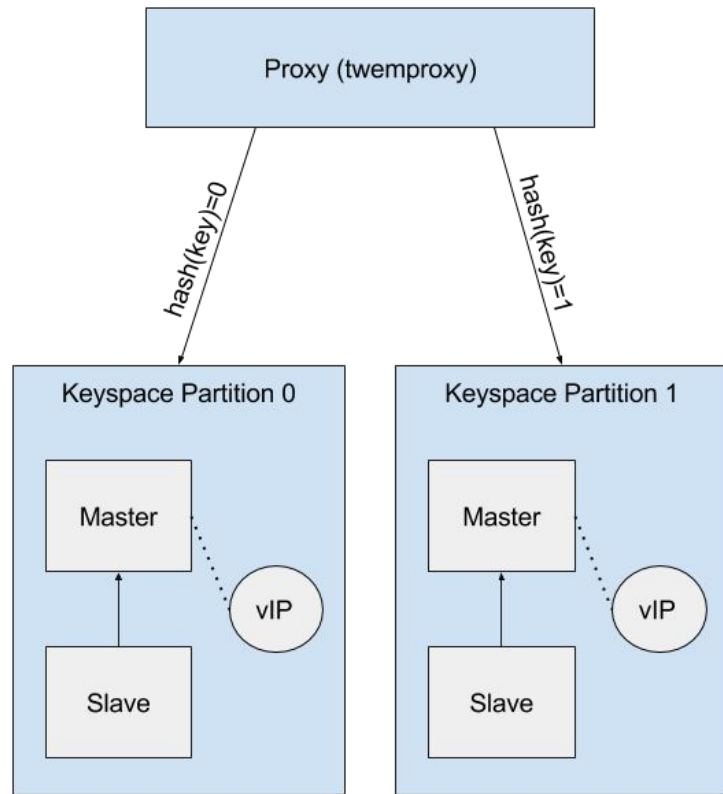 Proxy (twemproxy)
hash(key)=0
hash(key)=1
Keyspace Partition 0
Keyspace Partition 1
Master
vIP
Slave
Master
vIP
Slave